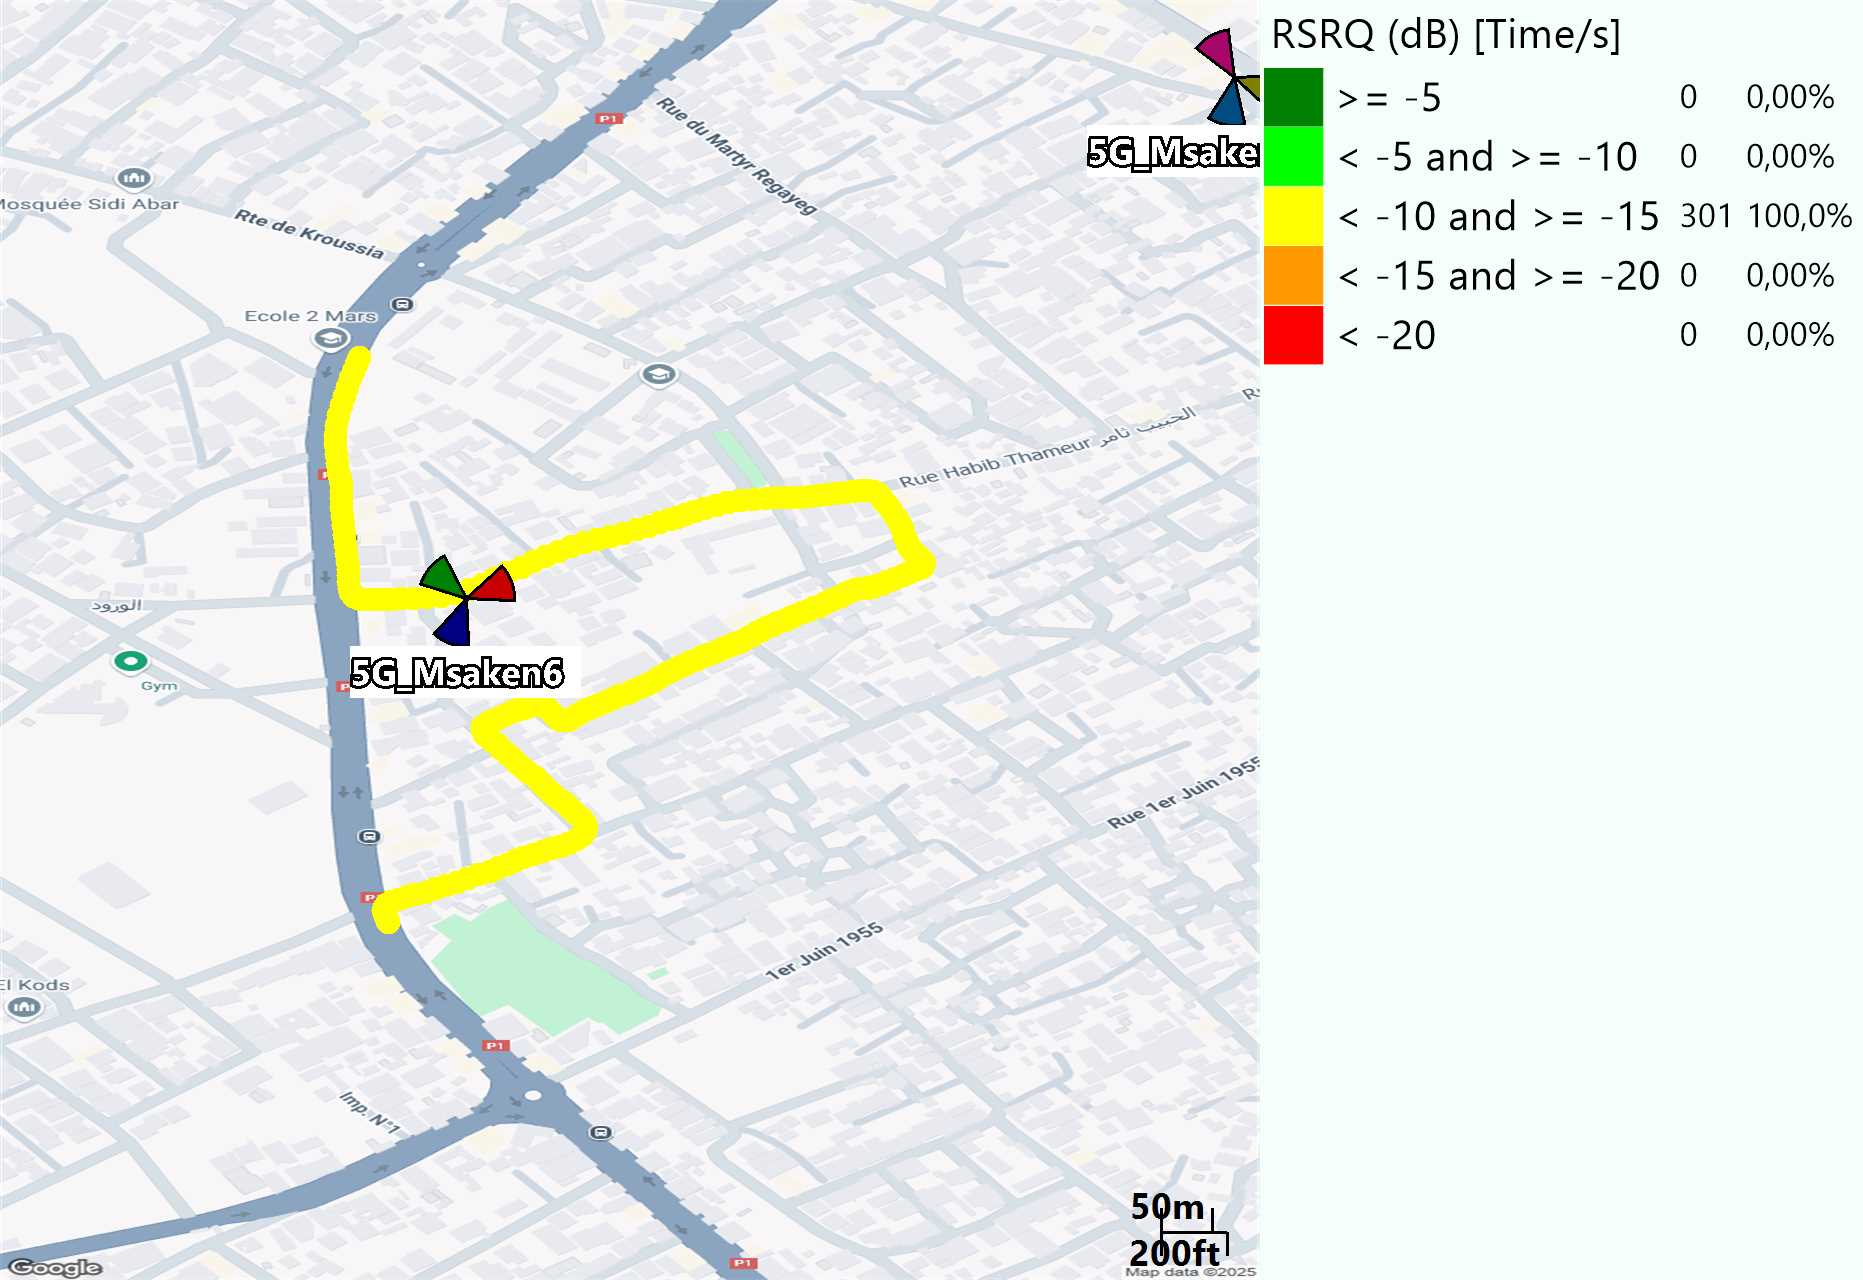 RSRQ (dB) [Time/s]
>= -5 0 0,00%
< -5 and >= -10 0 0,00%
< -10 and >= -15 301 100,0%
< -15 and >= -20 0 0,00%
< -20 0 0,00%
P1
Rue du Martyr Regayeg
5G_Msake
Mosquée Sidi Abar
Rte de Kroussia
Ecole 2 Mars
Rue Habib Thameur الحبيب ثامر
الورود
Gym
5G_Msaken6
Rue 1er Juin 1955
1er Juin 1955
El Kods
P1
Imp. N°1
50m
200ft
P1
Google
Map data ©2025